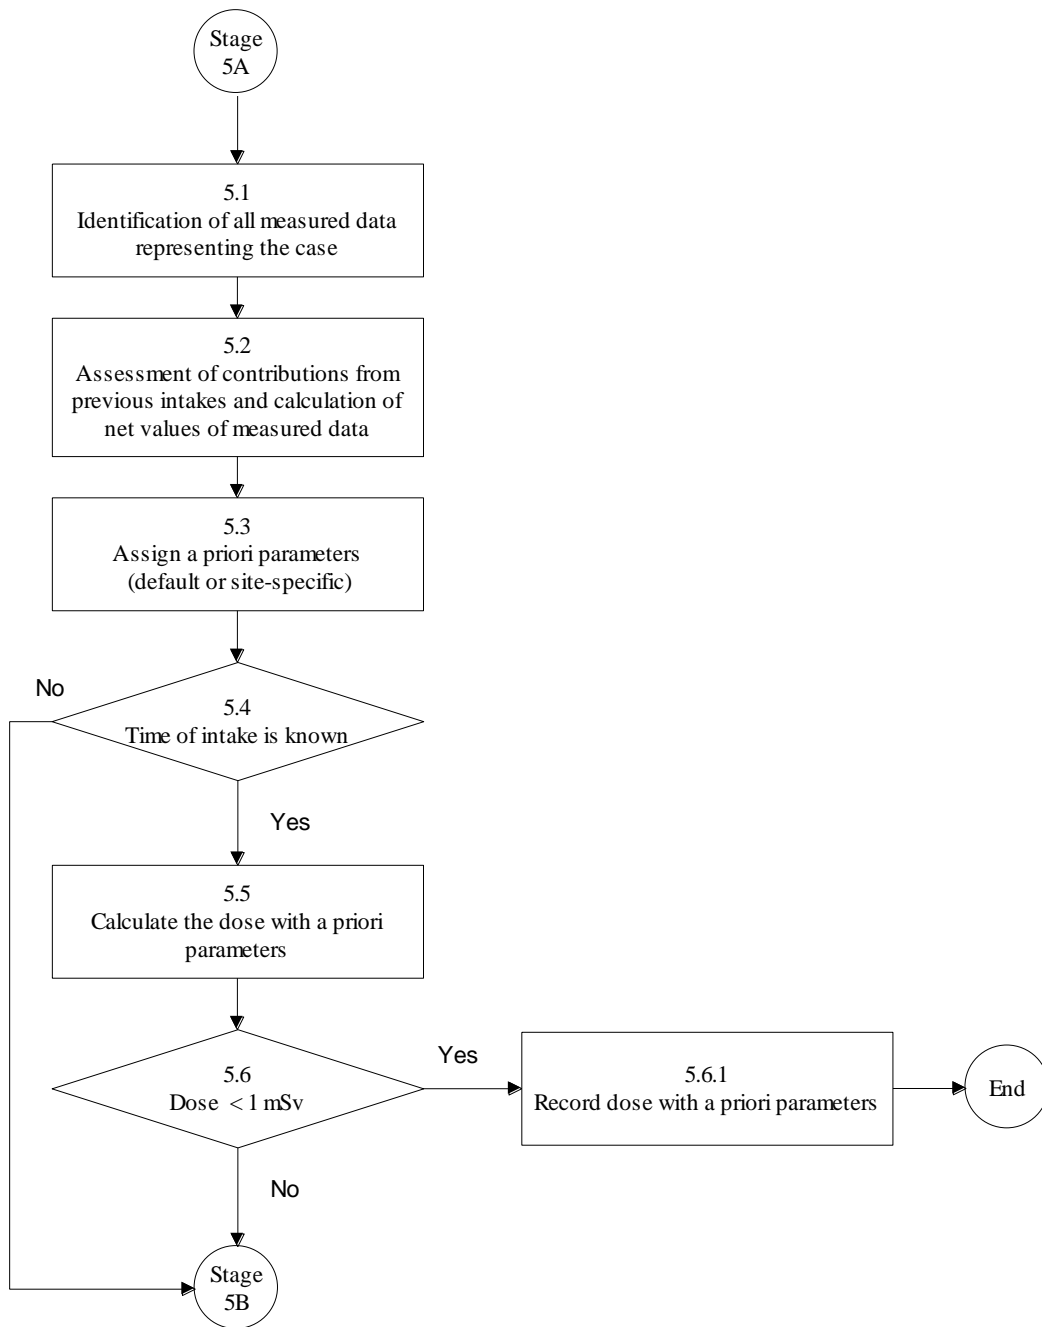 Stage
5A
5.1
Identification of all measured data
representing the case
5.2
Assessment of contributions from
previous intakes and calculation of
net values of measured data
5.3
Assign a priori parameters
(default or site-specific)
No
5.4
Time of intake is known
Yes
5.5
Calculate the dose with a priori
parameters
5.6
Dose < 1 mSv
Yes
5.6.1
Record dose with a priori parameters
End
No
Stage
5B